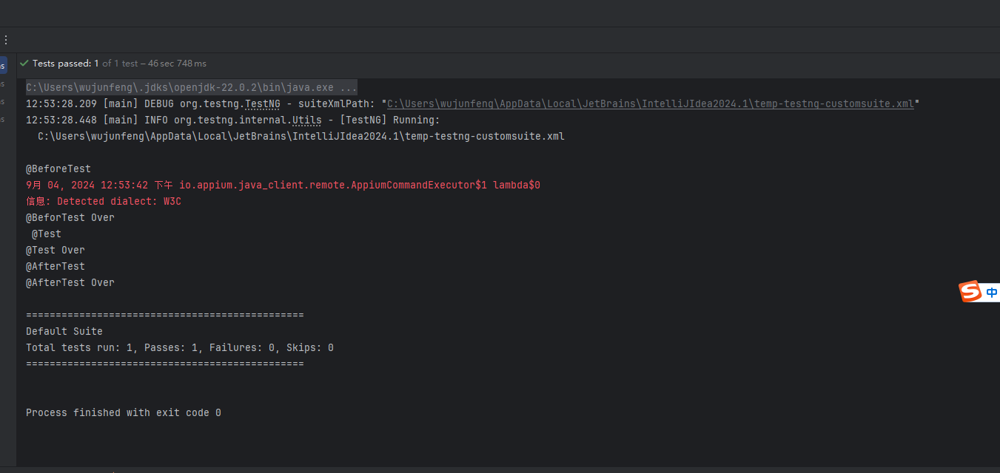 ✓ Tests passed: 1 of 1 test – 46 sec 748 ms
C:\Users\wujunfeng\.jdks\openjdk-22.0.2\bin\java.exe ...
12:53:28.209 [main] DEBUG org.testng.TestNG - suiteXmlPath: "C:\Users\wujunfeng\AppData\Local\JetBrains\IntelliJIdea2024.1\temp-testng-customsuite.xml"
12:53:28.448 [main] INFO org.testng.internal.Utils - [TestNG] Running:
C:\Users\wujunfeng\AppData\Local\JetBrains\IntelliJIdea2024.1\temp-testng-customsuite.xml
@BeforeTest
9月 04, 2024 12:53:42 下午 io.appium.java_client.remote.AppiumCommandExecutor$1 lambda$0
信息: Detected dialect: W3C
@BeforTest Over
@Test
@Test Over
@AfterTest
@AfterTest Over
===============================================
Default Suite
Total tests run: 1, Passes: 1, Failures: 0, Skips: 0
===============================================
Process finished with exit code 0
S 中